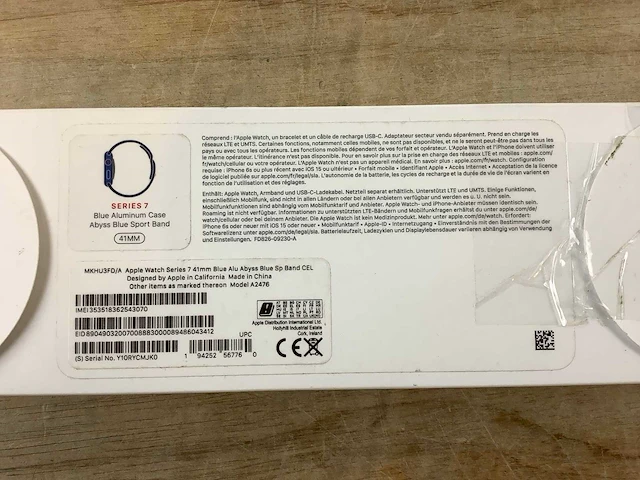 SERIES 7
Blue Aluminum Case
Abyss Blue Sport Band
41MM
Comprend : l'Apple Watch, un bracelet et un câble de recharge USB-C. Adaptateur secteur vendu séparément. Prend en charge les
réseaux LTE et UMTS. Certaines fonctions, notamment celles mobiles, ne sont pas disponibles, et ne le seront peut-être pas dans tous les
pays ou avec tous les opérateurs. Les fonctions mobiles dépendent de vos forfait et opérateur. L'Apple Watch et l'iPhone doivent utiliser
le même opérateur. L'itinérance n'est pas disponible. Pour en savoir plus sur la prise en charge des réseaux LTE : apple.com/
fr/watch/cellular ou votre opérateur. L'Apple Watch n'est pas un appareil médical. En savoir plus : apple.com/fr/watch. Configuration
requise : iPhone 6s ou plus récent avec iOS 15 ou ultérieur • Forfait mobile • Identifiant Apple • Accès Internet • Acceptation de la licence
de logiciel publiée sur apple.com/fr/legal/sla. L'autonomie de la batterie, les cycles de recharge et la durée de vie de l'écran varient en
fonction de l'utilisation et des réglages.
Enthält: Apple Watch, Armband und USB-C-Ladekabel. Netzteil separat erhältlich. Unterstützt LTE und UMTS. Einige Funktionen,
einschließlich Mobilfunk, sind nicht in allen Ländern oder bei allen Anbietern verfügbar und werden es u. U. nicht sein.
Mobilfunkfunktionen sind abhängig von Mobilfunktarif und Anbieter. Apple Watch- und iPhone-Anbieter müssen identisch sein.
Roaming ist nicht verfügbar. Informationen zu unterstützten LTE-Bändern und Mobilfunk erhältst du unter apple.com/de/
watch/cellular oder bei deinem Anbieter. Die Apple Watch ist kein Medizinprodukt. Mehr unter apple.com/de/watch. Erfordert:
iPhone 6s oder neuer mit iOS 15 oder neuer • Mobilfunktarif • Apple-ID • Internetzugang • Einverständnis mit den Bestimmungen der
Softwarelizenz unter apple.com/de/legal/sla. Batterielaufzeit, Ladezyklen und Displaylebensdauer variieren abhängig von Verwendung
und Einstellungen. FD826-09230-A
MKHU3FD/A Apple Watch Series 7 41mm Blue Alu Abyss Blue Sp Band CEL
Designed by Apple in California Made in China
Other items as marked thereon Model A2476
IMEI 353518362543070
Apple Distribution International Ltd.
Hollyhill Industrial Estate
Cork, Ireland
EID 89049032007008883000089486043412
UPC
(S) Serial No. Y10RYCMJK0
1 94252 56776 0
CE